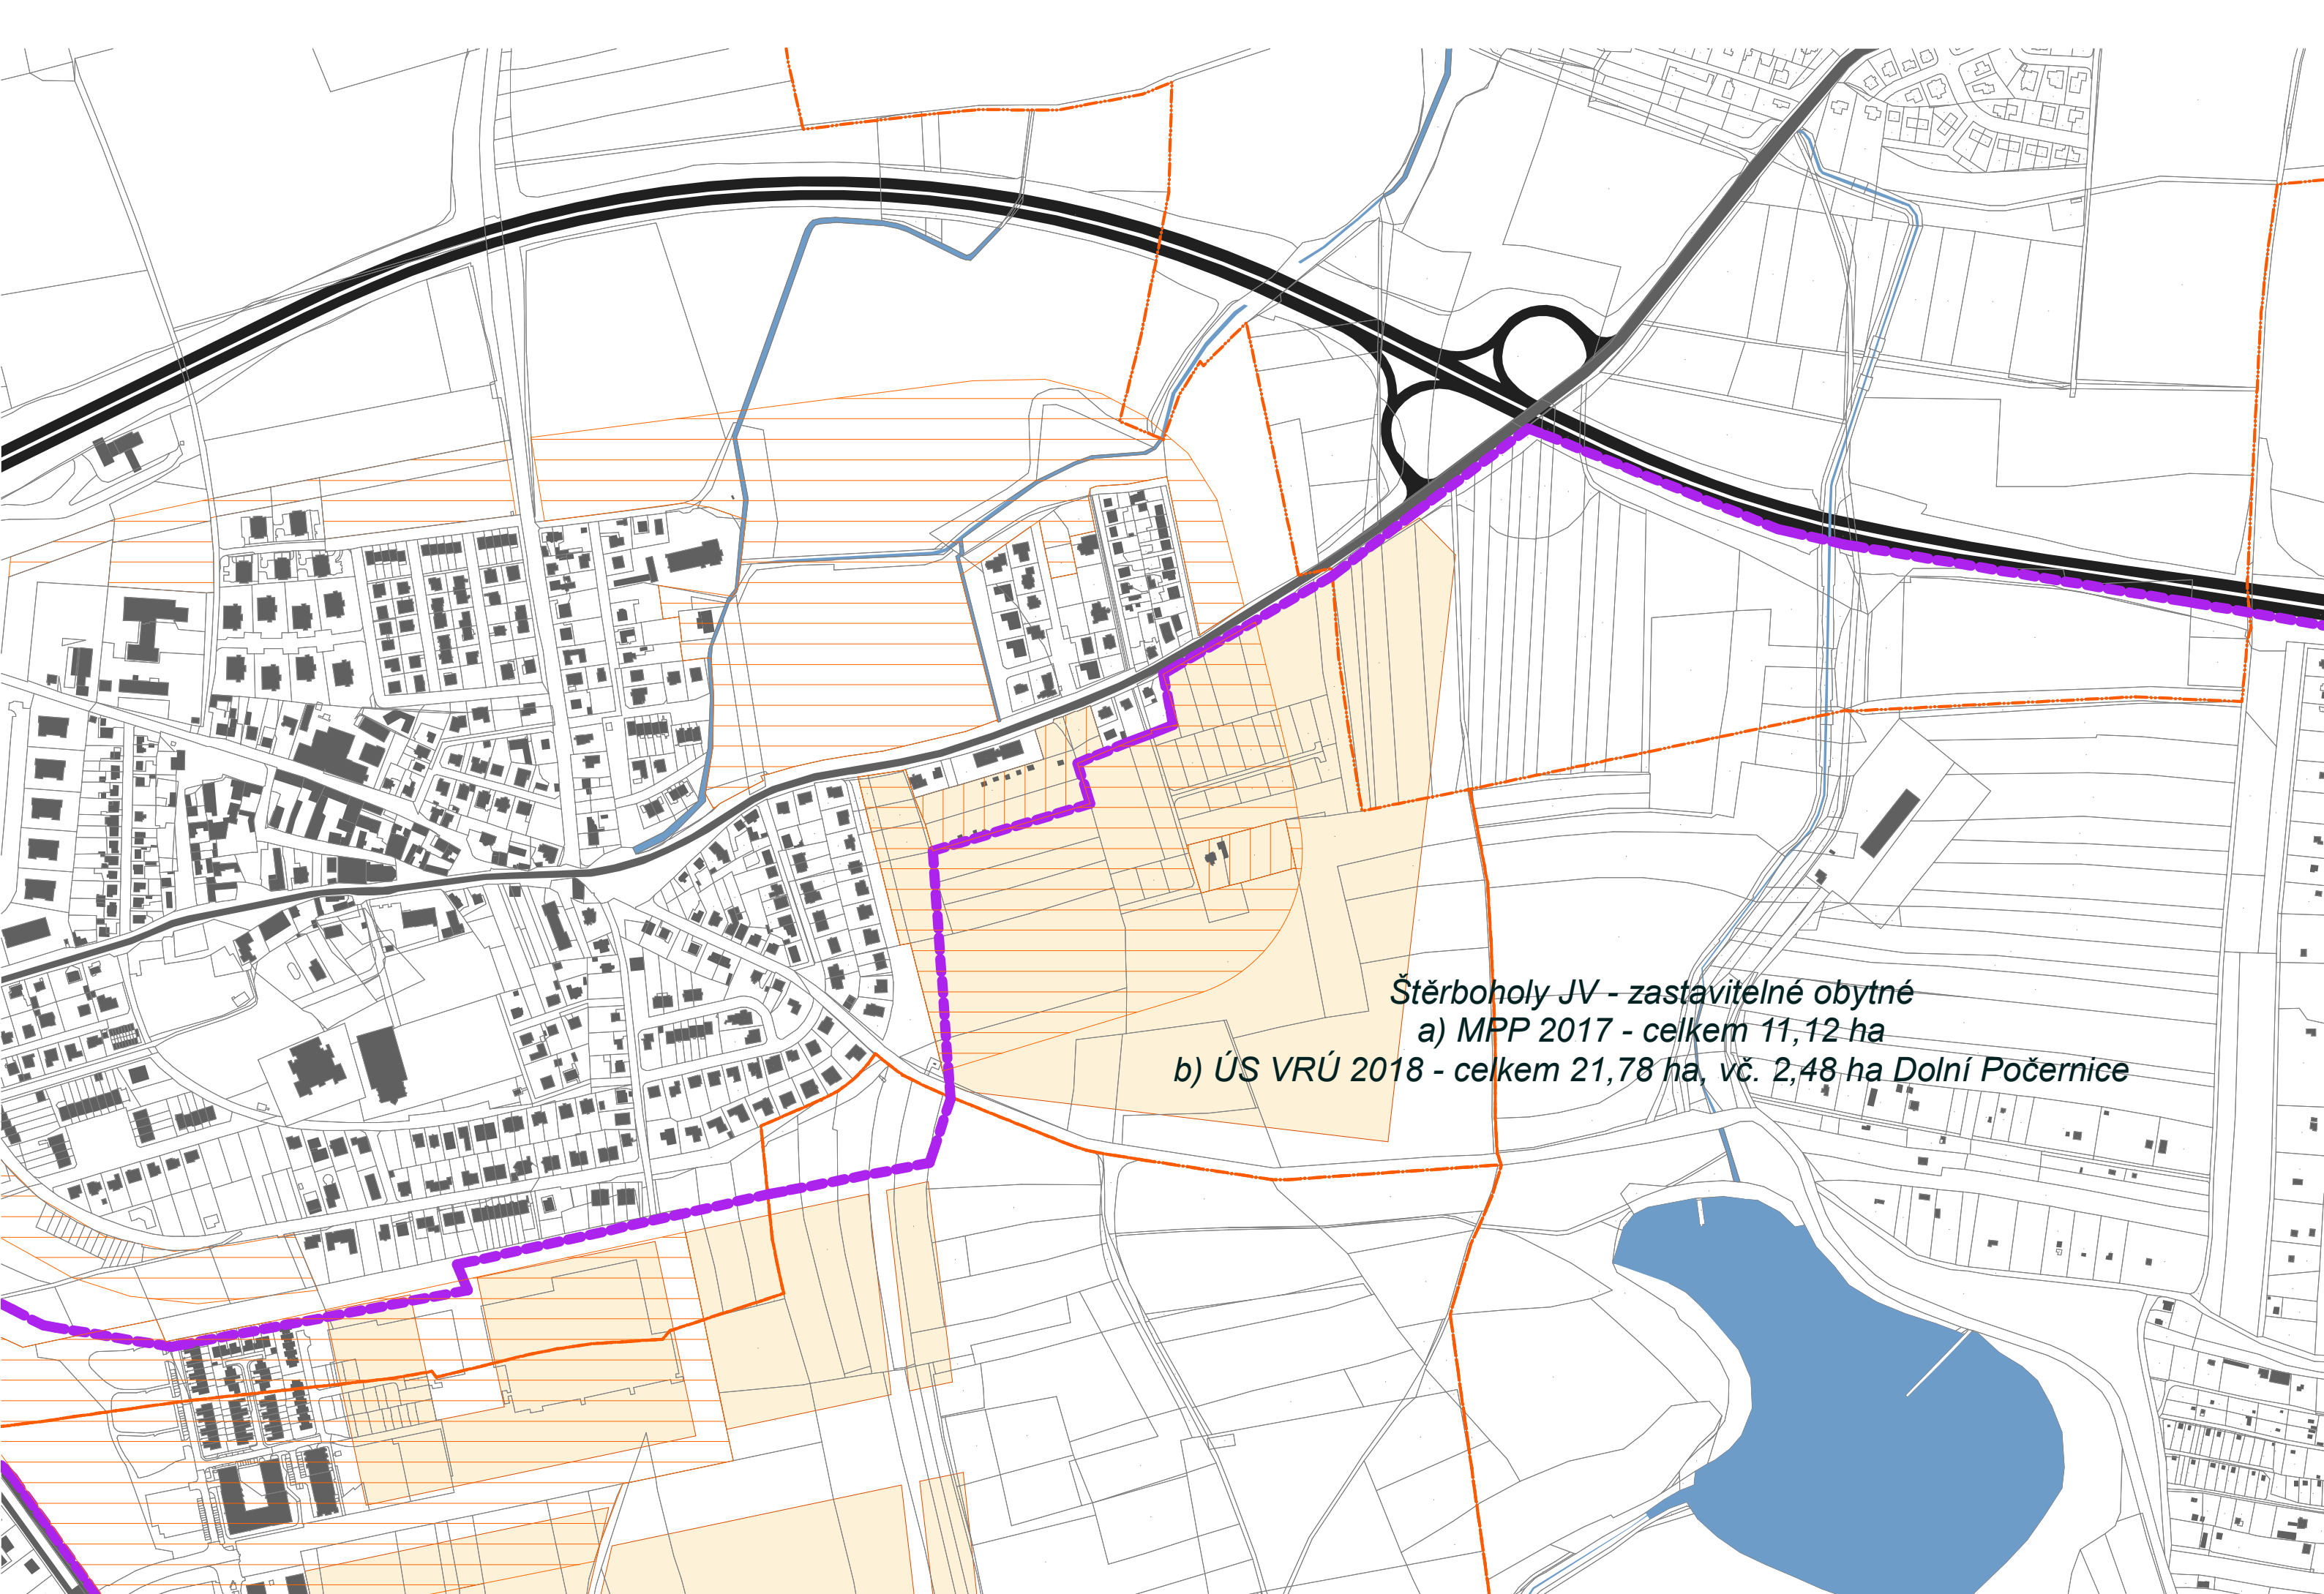 Štěrboholy JV - zastavitelné obytné
a) MPP 2017 - celkem 11,12 ha
b) ÚS VRÚ 2018 - celkem 21,78 ha, vč. 2,48 ha Dolní Počernice